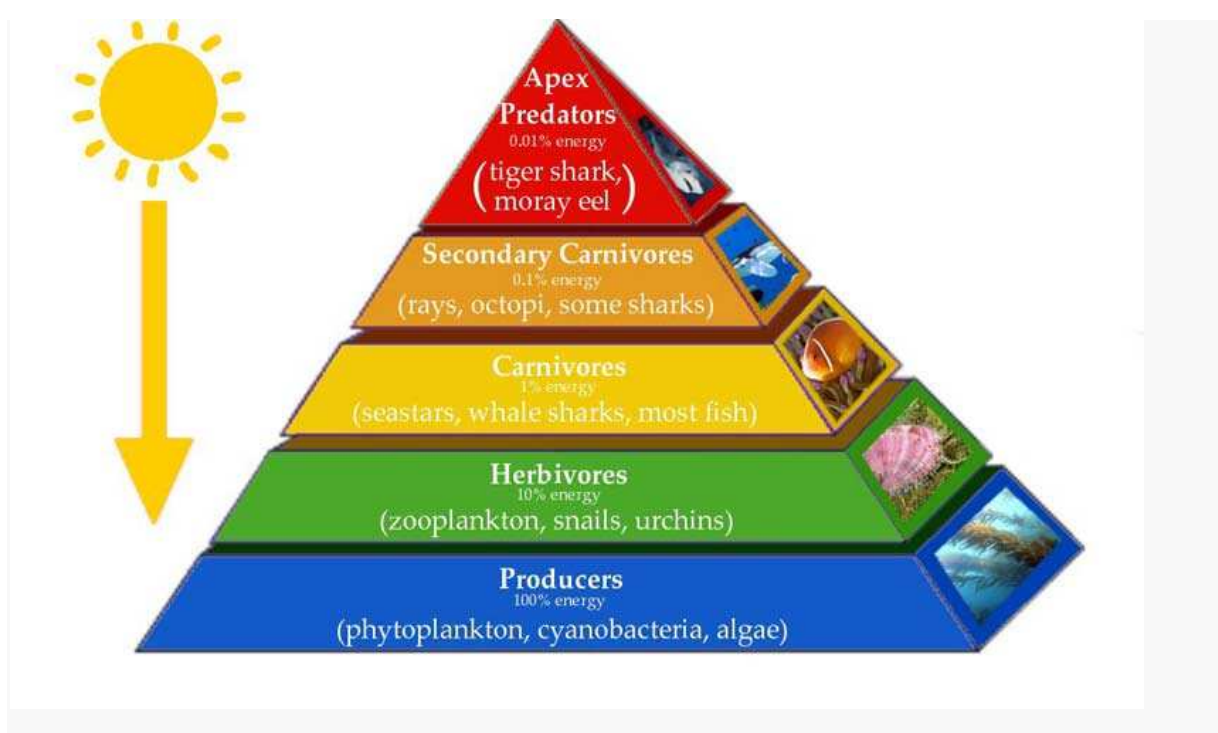 Apex
Predators
0.01% energy
(tiger shark,
moray eel)
Secondary Carnivores
0.1% energy
(rays, octopi, some sharks)
Carnivores
1% energy
(seastars, whale sharks, most fish)
Herbivores
10% energy
(zooplankton, snails, urchins)
Producers
100% energy
(phytoplankton, cyanobacteria, algae)